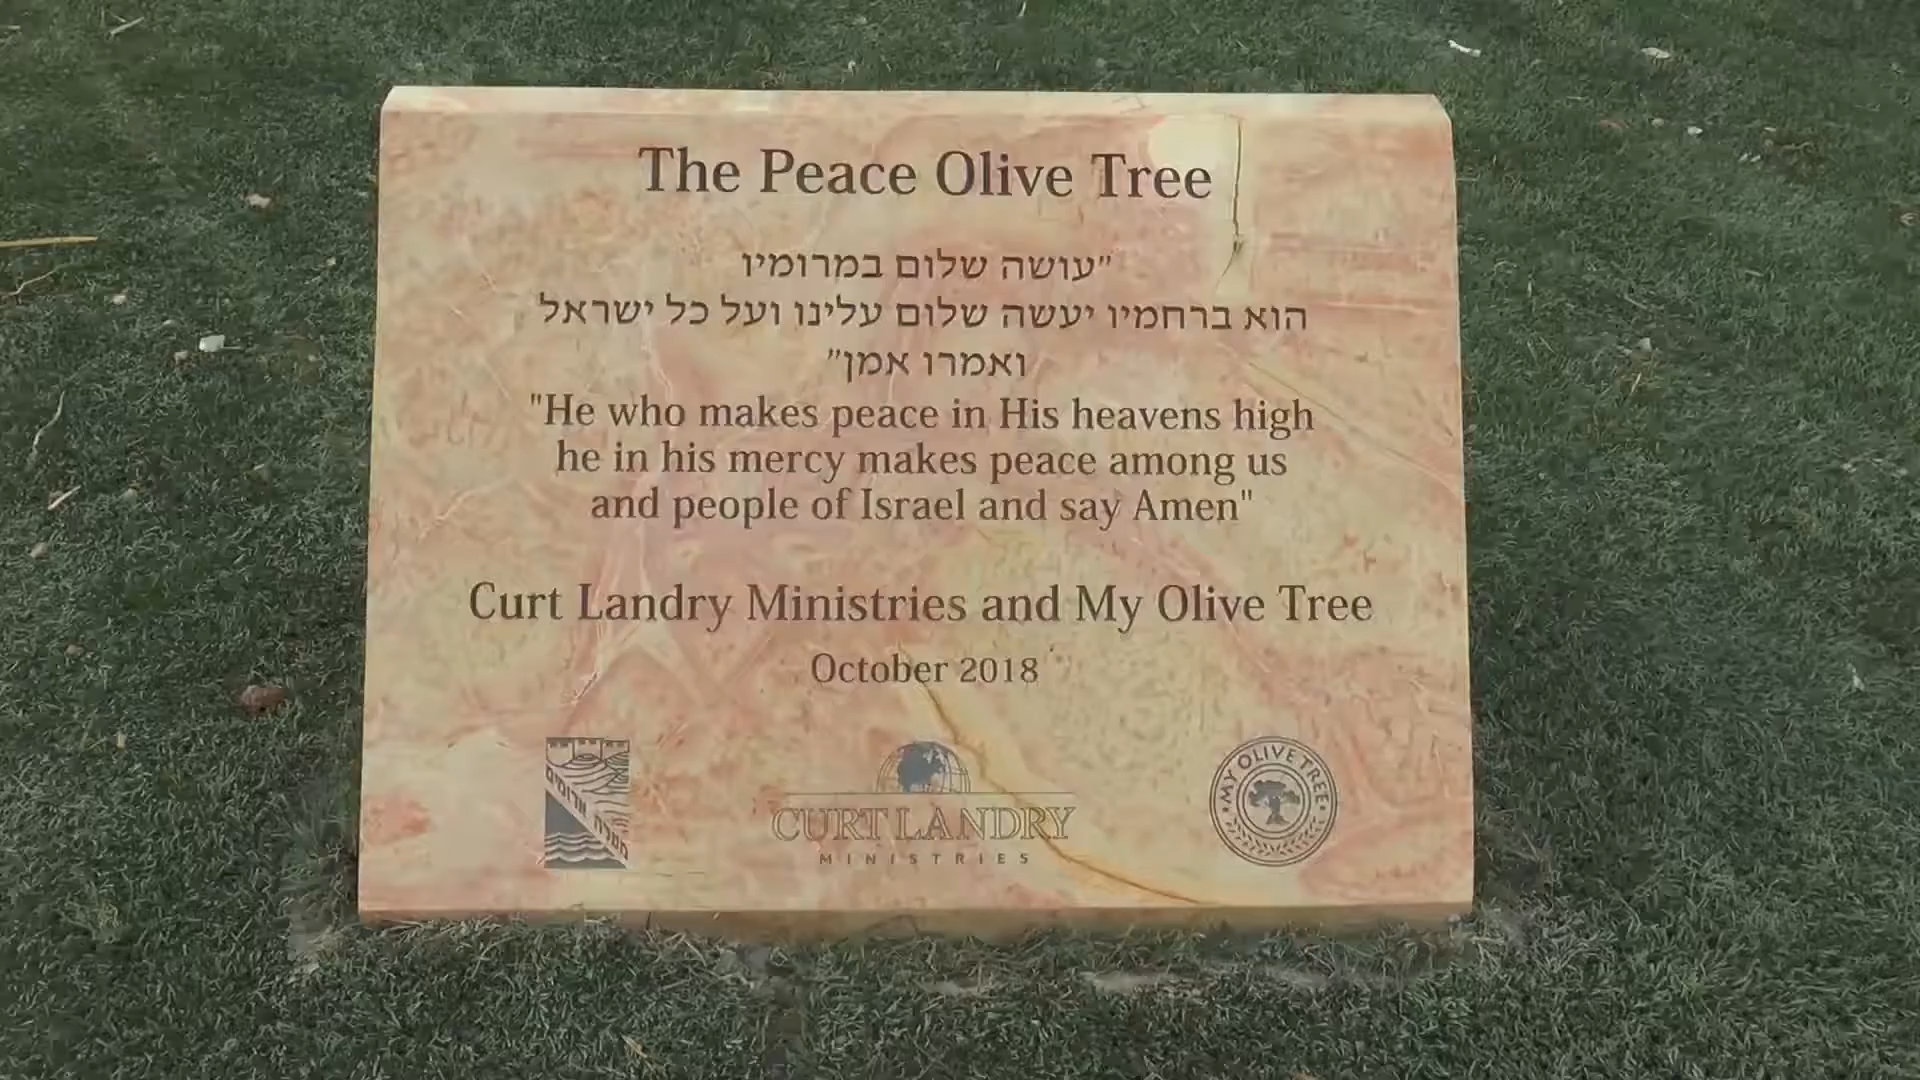 The Peace Olive Tree
"עושה שלום במרומיו
הוא ברחמיו יעשה שלום עלינו ועל כל ישראל
ואמרו אמן"
"He who makes peace in His heavens high
he in his mercy makes peace among us
and people of Israel and say Amen"
Curt Landry Ministries and My Olive Tree
October 2018
מעלה אדומים
CURT LANDRY
MINISTRIES
MY OLIVE TREE